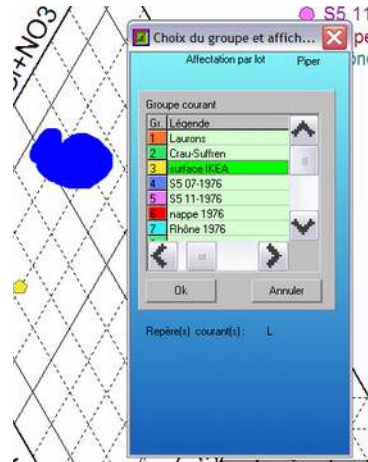 S5 11
Choix du groupe et affich...
Affectation par lot Piper
Groupe courant
Gr. Légende
1 Laurons
2 Crau-Suffren
3 surface IKEA
4 S5 07-1976
5 S5 11-1976
6 nappe 1976
7 Rhône 1976
Ok Annuler
Repère(s) courant(s) : L